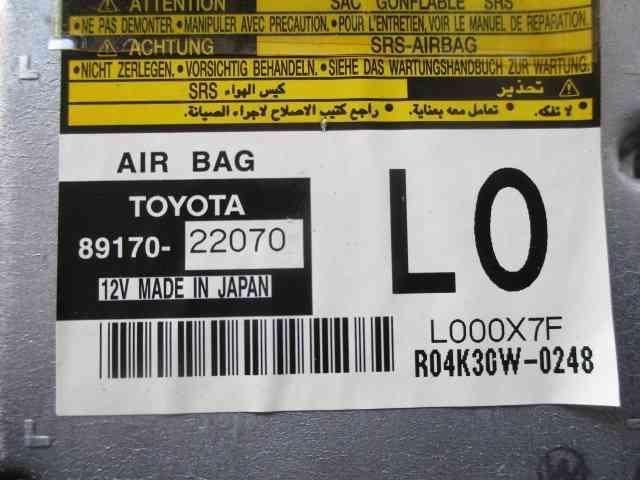 ATTENTION SAC GONFLABLE SRS
•NE PAS DEMONTER. •MANIPULER AVEC PRECAUTION. •POUR L'ENTRETIEN, VOIR LE MANUEL DE REPARATION.
ACHTUNG SRS-AIRBAG
•NICHT ZERLEGEN. •VORSICHTIG BEHANDELN. •SIEHE DAS WARTUNGSHANDBUCH ZUR WARTUNG.
تحذير كيس الهواء SRS
• لا تفكه. • تعامل معه بعناية. • راجع كتيب الاصلاح لاجراء الصيانة.
AIR BAG
TOYOTA
89170- 22070
12V MADE IN JAPAN
LO
L000X7F
R04K30W-0248